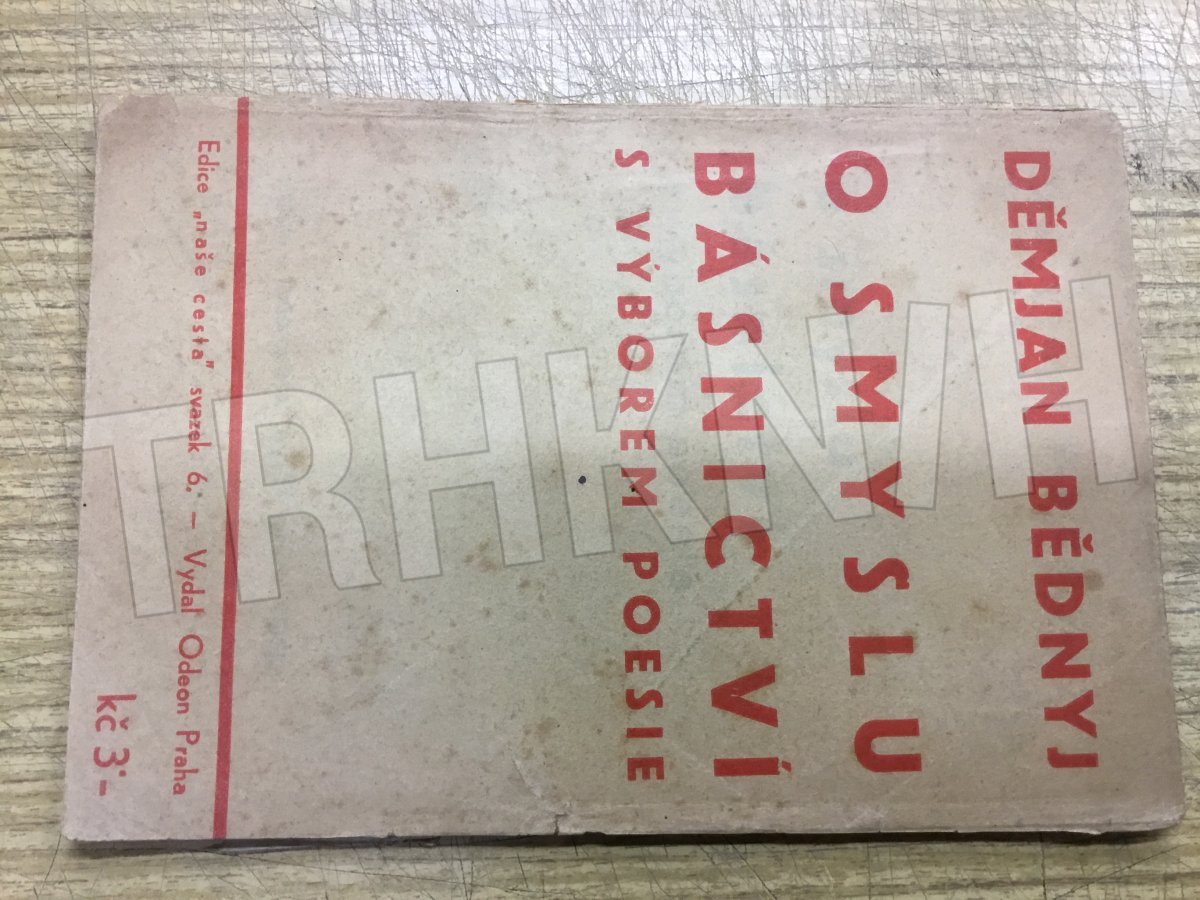 DĚMJAN BĚDNYJ
O SMYSLU
BÁSNICTVÍ
S VÝBOREM POESIE
Edice „naše cesta" svazek 6. – Vydal Odeon Praha
kč 3·-
TRHKNIH